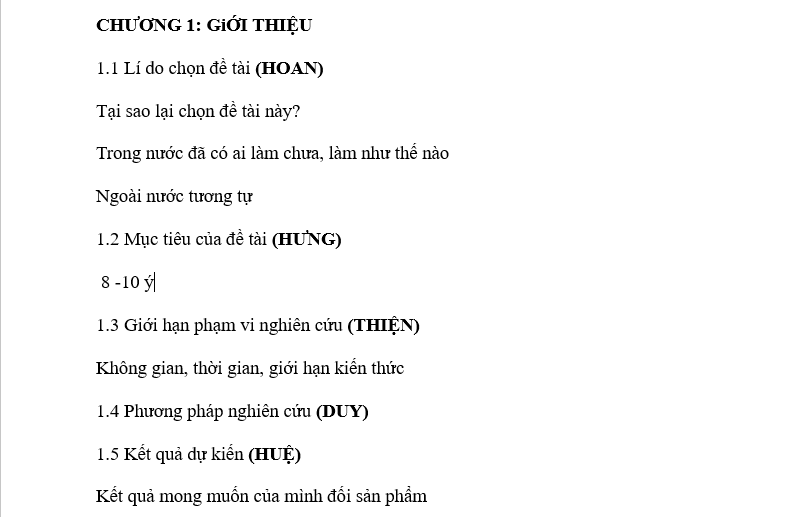 CHƯƠNG 1: GiỚI THIỆU
1.1 Lí do chọn đề tài (HOAN)
Tại sao lại chọn đề tài này?
Trong nước đã có ai làm chưa, làm như thế nào
Ngoài nước tương tự
1.2 Mục tiêu của đề tài (HƯNG)
8 -10 ý
1.3 Giới hạn phạm vi nghiên cứu (THIỆN)
Không gian, thời gian, giới hạn kiến thức
1.4 Phương pháp nghiên cứu (DUY)
1.5 Kết quả dự kiến (HUỆ)
Kết quả mong muốn của mình đối sản phẩm